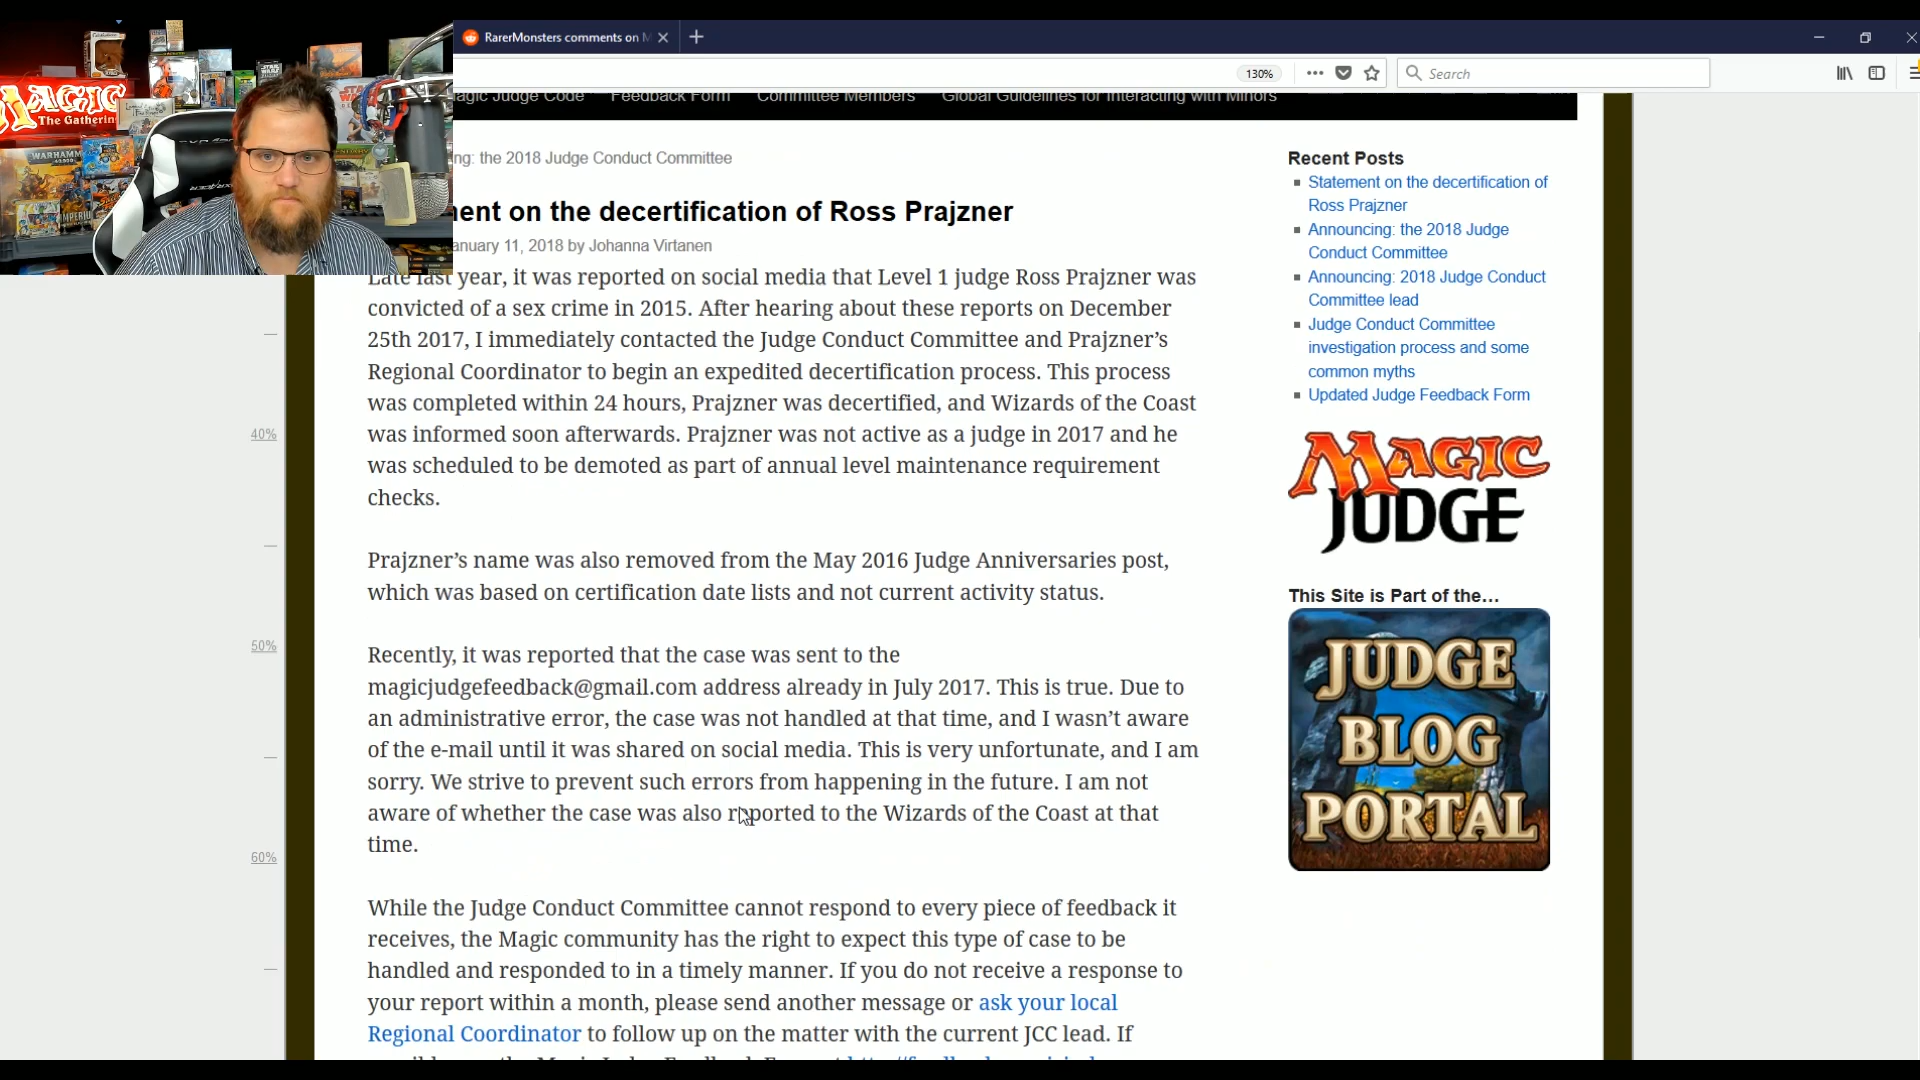 RarerMonsters comments on M
130%
Search
agic Judge Code Feedback Form Committee Members Global Guidelines for Interacting with Minors
ng: the 2018 Judge Conduct Committee
ent on the decertification of Ross Prajzner
anuary 11, 2018 by Johanna Virtanen
Late last year, it was reported on social media that Level 1 judge Ross Prajzner was
convicted of a sex crime in 2015. After hearing about these reports on December
25th 2017, I immediately contacted the Judge Conduct Committee and Prajzner’s
Regional Coordinator to begin an expedited decertification process. This process
was completed within 24 hours, Prajzner was decertified, and Wizards of the Coast
was informed soon afterwards. Prajzner was not active as a judge in 2017 and he
was scheduled to be demoted as part of annual level maintenance requirement
checks.
Prajzner’s name was also removed from the May 2016 Judge Anniversaries post,
which was based on certification date lists and not current activity status.
Recently, it was reported that the case was sent to the
magicjudgefeedback@gmail.com address already in July 2017. This is true. Due to
an administrative error, the case was not handled at that time, and I wasn’t aware
of the e-mail until it was shared on social media. This is very unfortunate, and I am
sorry. We strive to prevent such errors from happening in the future. I am not
aware of whether the case was also reported to the Wizards of the Coast at that
time.
While the Judge Conduct Committee cannot respond to every piece of feedback it
receives, the Magic community has the right to expect this type of case to be
handled and responded to in a timely manner. If you do not receive a response to
your report within a month, please send another message or ask your local
Regional Coordinator to follow up on the matter with the current JCC lead. If
Recent Posts
Statement on the decertification of
Ross Prajzner
Announcing: the 2018 Judge
Conduct Committee
Announcing: 2018 Judge Conduct
Committee lead
Judge Conduct Committee
investigation process and some
common myths
Updated Judge Feedback Form
MAGIC
JUDGE
This Site is Part of the...
JUDGE
BLOG
PORTAL
40%
50%
60%
MAGIC
The Gatherin
WARHAMM
IMPERIU